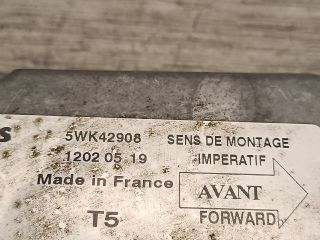 s
5WK42908 SENS DE MONTAGE
1202 05 19 IMPERATIF
Made in France AVANT
T5 FORWARD